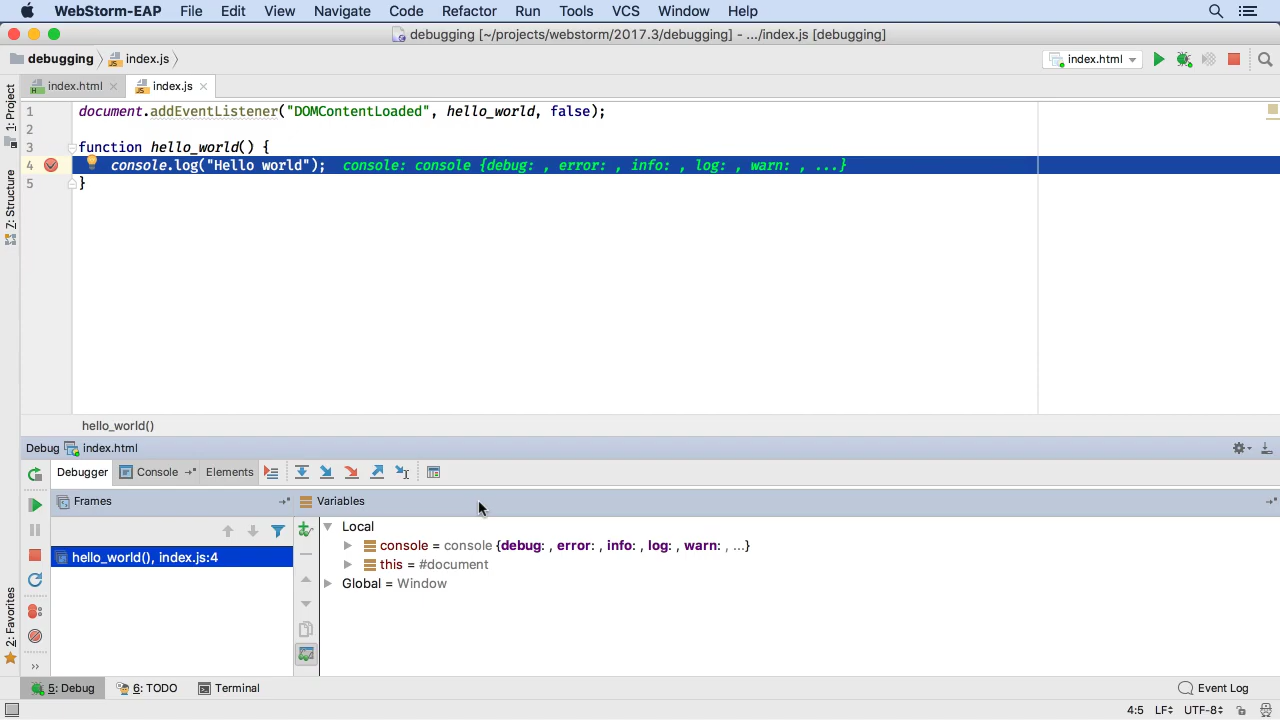 WebStorm-EAP File Edit View Navigate Code Refactor Run Tools VCS Window Help
debugging [~/projects/webstorm/2017.3/debugging] - .../index.js [debugging]
debugging index.js index.html
index.html index.js
1: Project
Z: Structure
2: Favorites
1 document.addEventListener("DOMContentLoaded", hello_world, false);
2
3 function hello_world() {
4 console.log("Hello world"); console: console {debug: , error: , info: , log: , warn: , ...}
5 }
hello_world()
Debug index.html
Debugger Console Elements
Frames Variables
hello_world(), index.js:4
Local
console = console {debug: , error: , info: , log: , warn: , ...}
this = #document
Global = Window
5: Debug 6: TODO Terminal Event Log
4:5 LF UTF-8